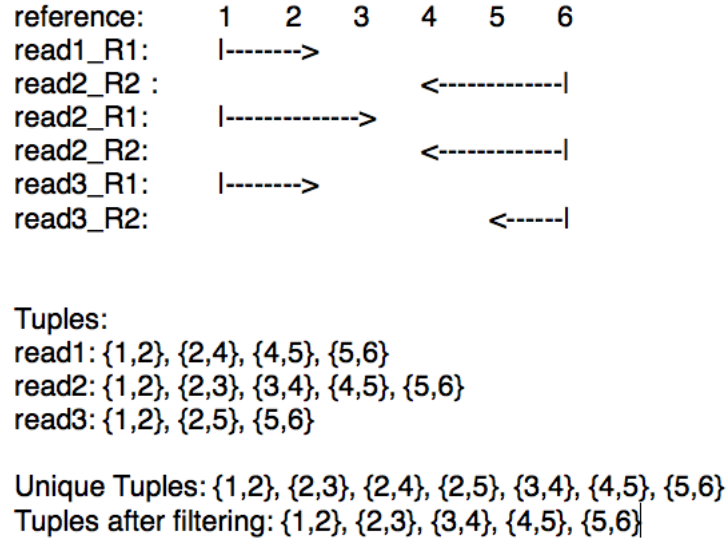 reference: 1 2 3 4 5 6
read1_R1: |-------->
read2_R2 : <-------------|
read2_R1: |-------------->
read2_R2: <-------------|
read3_R1: |-------->
read3_R2: <------|
Tuples:
read1: {1,2}, {2,4}, {4,5}, {5,6}
read2: {1,2}, {2,3}, {3,4}, {4,5}, {5,6}
read3: {1,2}, {2,5}, {5,6}
Unique Tuples: {1,2}, {2,3}, {2,4}, {2,5}, {3,4}, {4,5}, {5,6}
Tuples after filtering: {1,2}, {2,3}, {3,4}, {4,5}, {5,6}